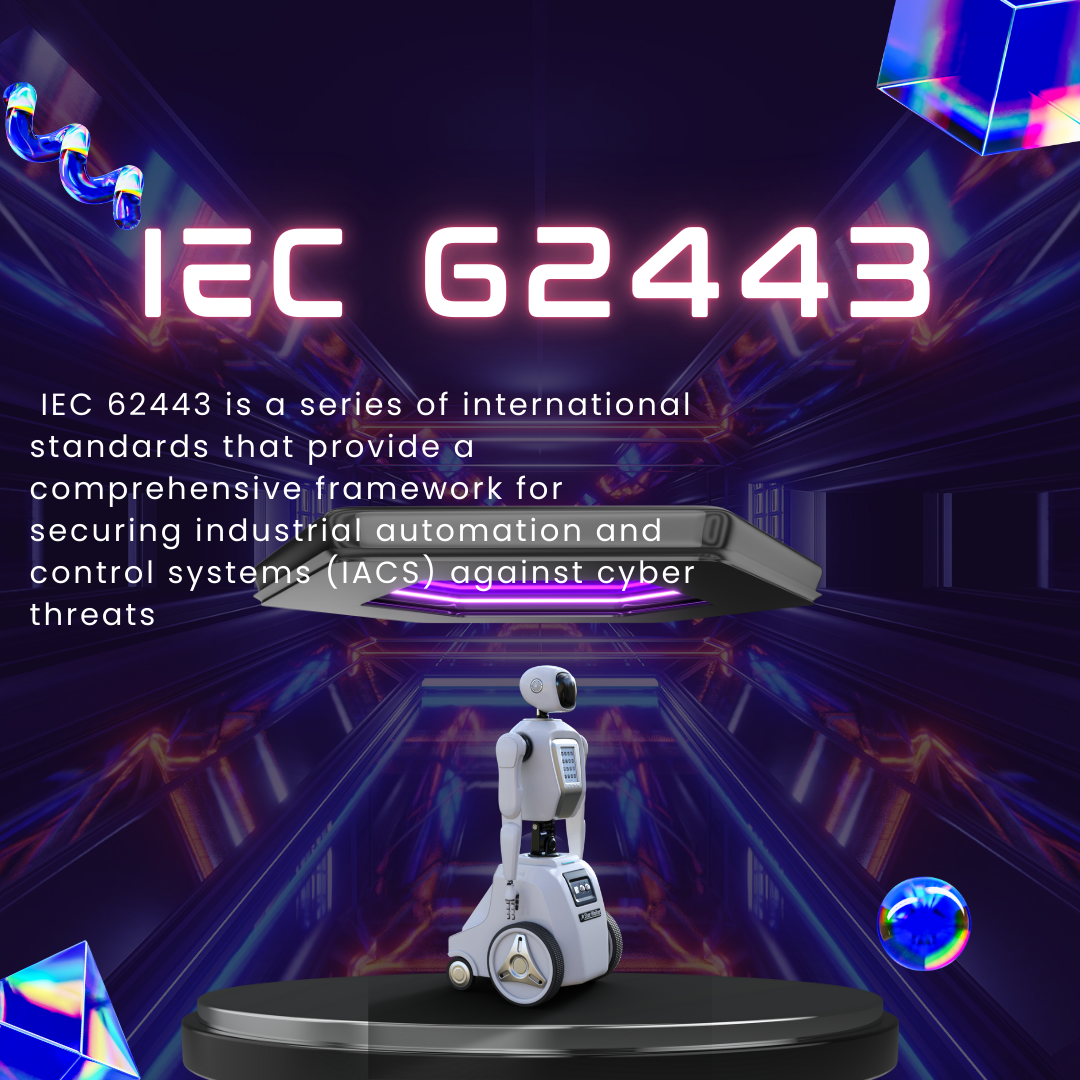 IEC 62443
IEC 62443 is a series of international
standards that provide a
comprehensive framework for
securing industrial automation and
control systems (IACS) against cyber
threats